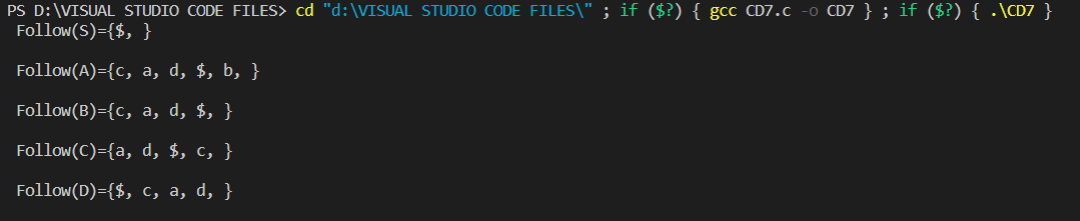 PS D:\VISUAL STUDIO CODE FILES> cd "d:\VISUAL STUDIO CODE FILES\" ; if ($?) { gcc CD7.c -o CD7 } ; if ($?) { .\CD7 }
Follow(S)={$, }
Follow(A)={c, a, d, $, b, }
Follow(B)={c, a, d, $, }
Follow(C)={a, d, $, c, }
Follow(D)={$, c, a, d, }